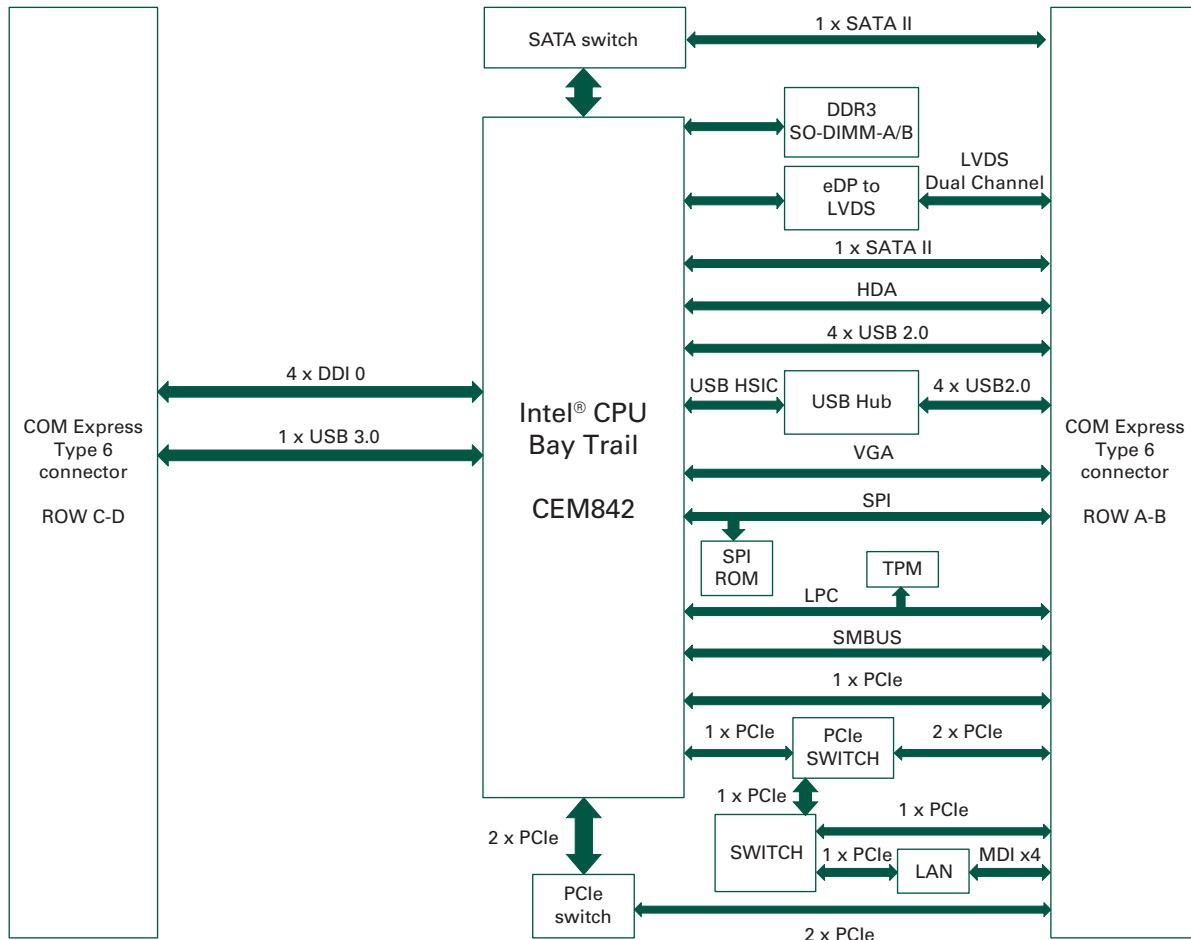 SATA switch
1 x SATA II
DDR3
SO-DIMM-A/B
LVDS
Dual Channel
eDP to
LVDS
1 x SATA II
HDA
4 x USB 2.0
4 x DDI 0
USB HSIC
USB Hub
4 x USB2.0
1 x USB 3.0
COM Express
Type 6
connector
ROW C-D
Intel® CPU
Bay Trail
CEM842
COM Express
Type 6
connector
ROW A-B
VGA
SPI
SPI
ROM
TPM
LPC
SMBUS
1 x PCIe
1 x PCIe
PCIe
SWITCH
2 x PCIe
1 x PCIe
1 x PCIe
2 x PCIe
SWITCH
1 x PCIe
LAN
MDI x4
PCIe
switch
2 x PCIe